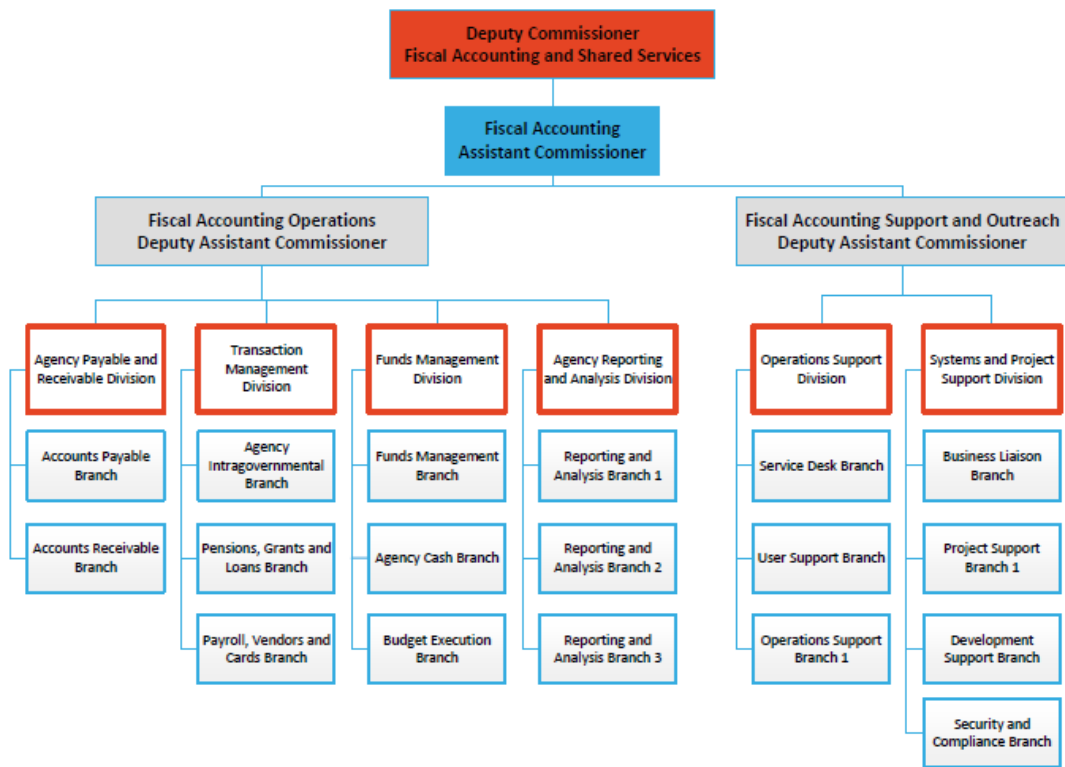 Deputy Commissioner
Fiscal Accounting and Shared Services
Fiscal Accounting
Assistant Commissioner
Fiscal Accounting Operations
Deputy Assistant Commissioner
Fiscal Accounting Support and Outreach
Deputy Assistant Commissioner
Agency Payable and
Receivable Division
Transaction
Management
Division
Funds Management
Division
Agency Reporting
and Analysis Division
Operations Support
Division
Systems and Project
Support Division
Accounts Payable
Branch
Agency
Intragovernmental
Branch
Funds Management
Branch
Reporting and
Analysis Branch 1
Service Desk Branch
Business Liaison
Branch
Accounts Receivable
Branch
Pensions, Grants and
Loans Branch
Agency Cash Branch
Reporting and
Analysis Branch 2
User Support Branch
Project Support
Branch 1
Payroll, Vendors and
Cards Branch
Budget Execution
Branch
Reporting and
Analysis Branch 3
Operations Support
Branch 1
Development
Support Branch
Security and
Compliance Branch